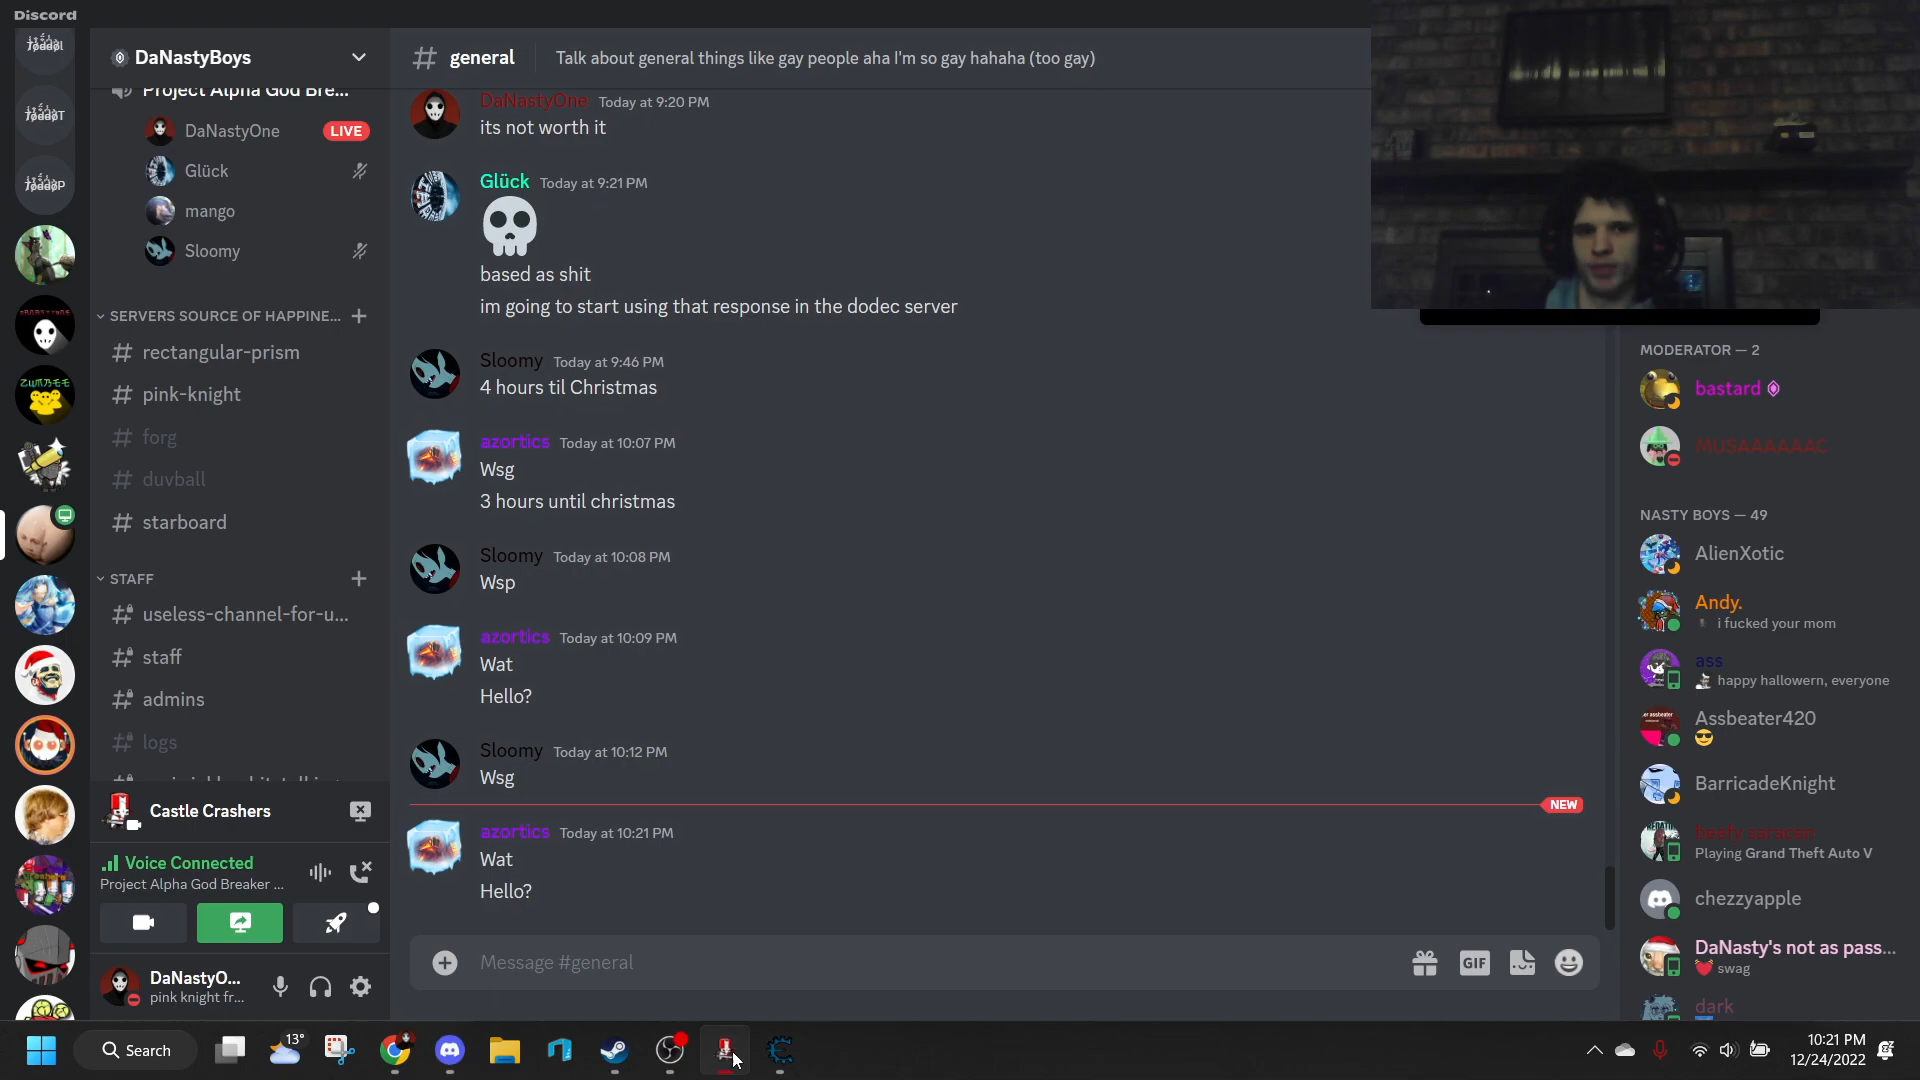 Discord
DaNastyBoys
Project Alpha God Bre...
DaNastyOne
LIVE
Glück
mango
Sloomy
SERVERS SOURCE OF HAPPINE...
rectangular-prism
pink-knight
forg
duvball
starboard
STAFF
useless-channel-for-u...
staff
admins
logs
Castle Crashers
Voice Connected
Project Alpha God Breaker ...
DaNastyO...
pink knight fr...
general
Talk about general things like gay people aha I'm so gay hahaha (too gay)
DaNastyOne Today at 9:20 PM
its not worth it
Glück Today at 9:21 PM
based as shit
im going to start using that response in the dodec server
Sloomy Today at 9:46 PM
4 hours til Christmas
azortics Today at 10:07 PM
Wsg
3 hours until christmas
Sloomy Today at 10:08 PM
Wsp
azortics Today at 10:09 PM
Wat
Hello?
Sloomy Today at 10:12 PM
Wsg
NEW
azortics Today at 10:21 PM
Wat
Hello?
Message #general
GIF
MODERATOR — 2
bastard
MUSAAAAAAC
NASTY BOYS — 49
AlienXotic
Andy.
i fucked your mom
ass
happy hallowern, everyone
Assbeater420
BarricadeKnight
beefy saracen
Playing Grand Theft Auto V
chezzyapple
DaNasty's not as pass...
swag
dark
Search
13°
10:21 PM
12/24/2022